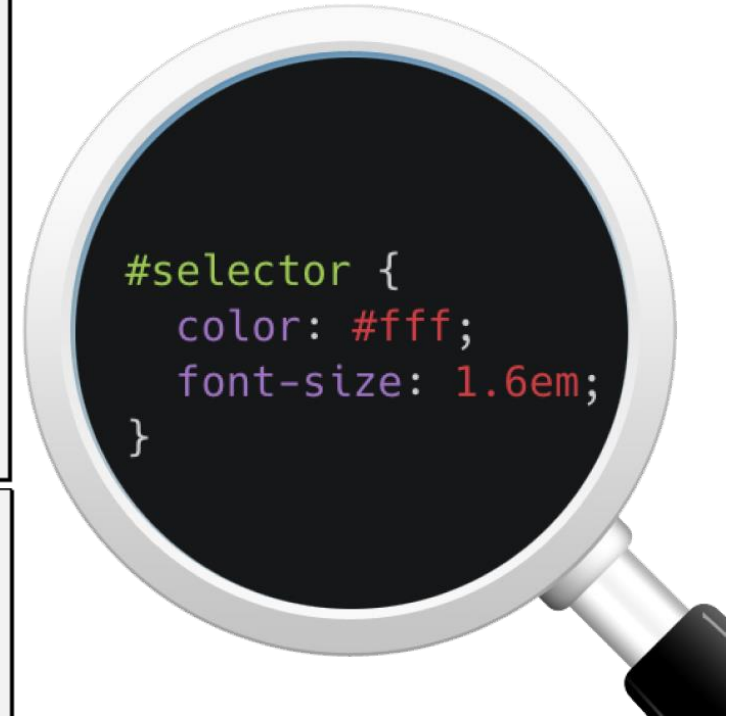 #selector {
  color: #fff;
  font-size: 1.6em;
}